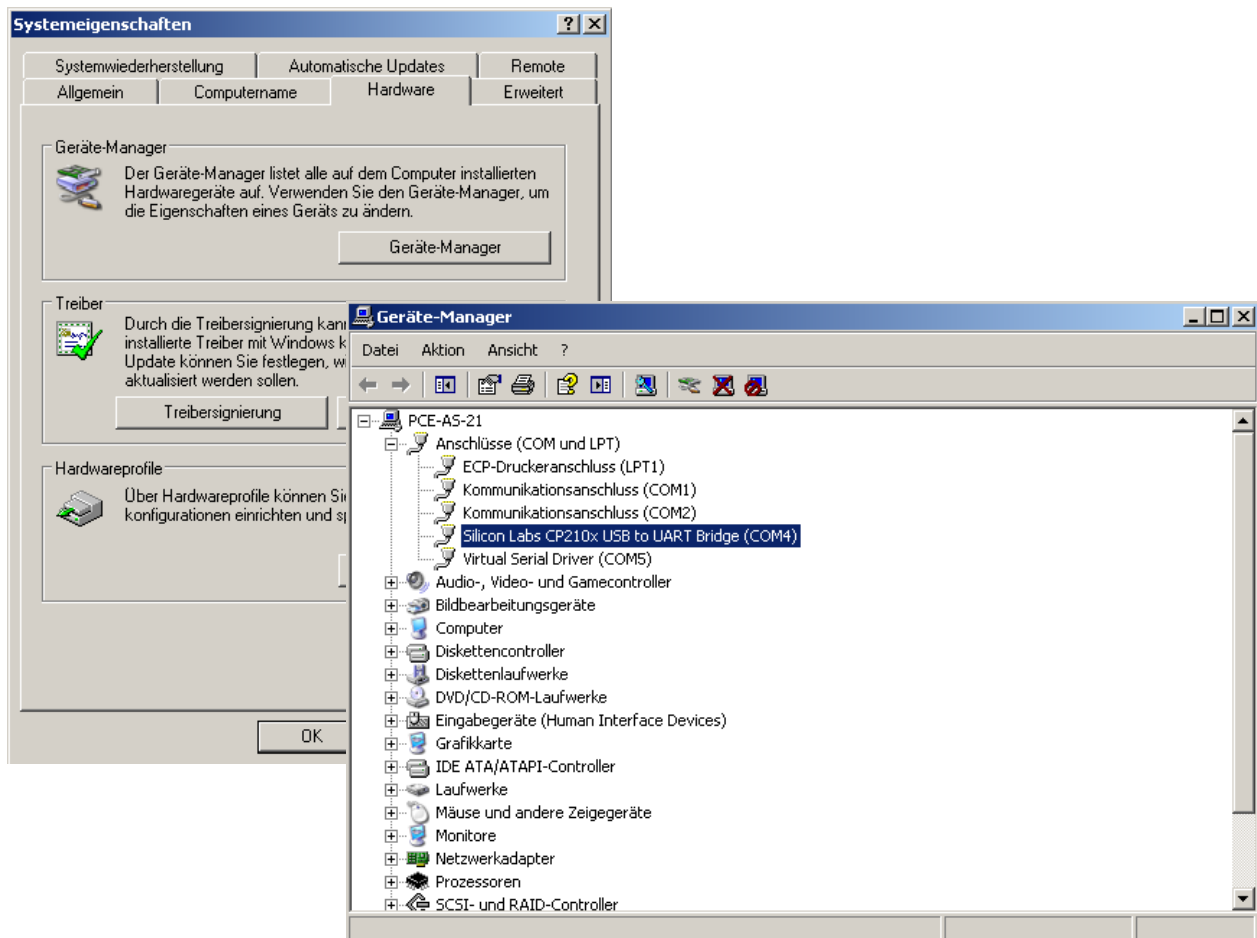 Systemeigenschaften
Systemwiederherstellung Automatische Updates Remote
Allgemein Computername Hardware Erweitert
Geräte-Manager
Der Geräte-Manager listet alle auf dem Computer installierten
Hardwaregeräte auf. Verwenden Sie den Geräte-Manager, um
die Eigenschaften eines Geräts zu ändern.
Geräte-Manager
Treiber
Durch die Treibersignierung kan
installierte Treiber mit Windows k
Update können Sie festlegen, wi
aktualisiert werden sollen.
Treibersignierung
Hardwareprofile
Über Hardwareprofile können Si
konfigurationen einrichten und s
OK
Geräte-Manager
Datei Aktion Ansicht ?
PCE-AS-21
Anschlüsse (COM und LPT)
ECP-Druckeranschluss (LPT1)
Kommunikationsanschluss (COM1)
Kommunikationsanschluss (COM2)
Silicon Labs CP210x USB to UART Bridge (COM4)
Virtual Serial Driver (COM5)
Audio-, Video- und Gamecontroller
Bildbearbeitungsgeräte
Computer
Diskettencontroller
Diskettenlaufwerke
DVD/CD-ROM-Laufwerke
Eingabegeräte (Human Interface Devices)
Grafikkarte
IDE ATA/ATAPI-Controller
Laufwerke
Mäuse und andere Zeigegeräte
Monitore
Netzwerkadapter
Prozessoren
SCSI- und RAID-Controller